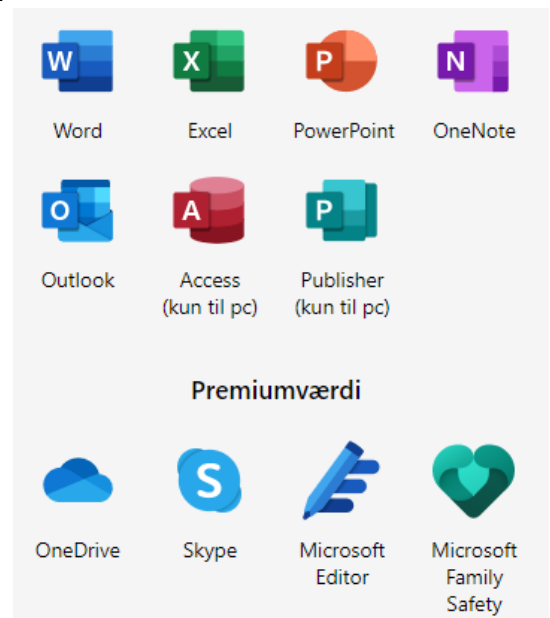 W X P N
Word Excel PowerPoint OneNote
O A P
Outlook Access Publisher
(kun til pc) (kun til pc)
Premiumværdi
S
OneDrive Skype Microsoft Microsoft
Editor Family
Safety